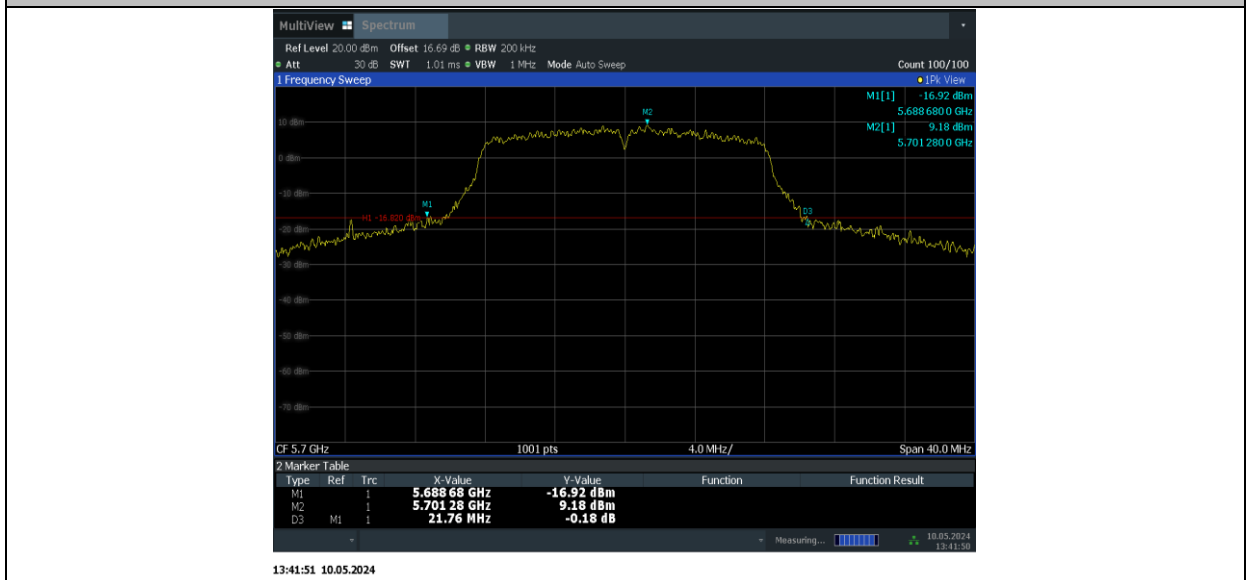 MultiView Spectrum
Ref Level 20.00 dBm Offset 16.69 dB RBW 200 kHz
Att 30 dB SWT 1.01 ms VBW 1 MHz Mode Auto Sweep Count 100/100
1 Frequency Sweep 1Pk View
M1[1] -16.92 dBm
5.688 680 0 GHz
M2
10 dBm
M2[1] 9.18 dBm
5.701 280 0 GHz
0 dBm
-10 dBm
M1
D3
H1 -16.820 dBm
-20 dBm
-30 dBm
-40 dBm
-50 dBm
-60 dBm
-70 dBm
CF 5.7 GHz 1001 pts 4.0 MHz/ Span 40.0 MHz
2 Marker Table
Type Ref Trc X-Value Y-Value Function Function Result
M1 1 5.688 68 GHz -16.92 dBm
M2 1 5.701 28 GHz 9.18 dBm
D3 M1 1 21.76 MHz -0.18 dB
Measuring... 10.05.2024
13:41:50
13:41:51 10.05.2024